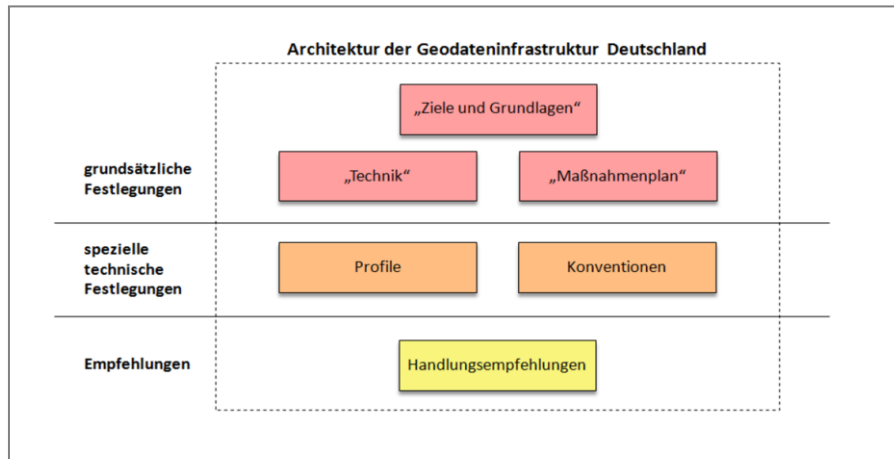 Architektur der Geodateninfrastruktur Deutschland
„Ziele und Grundlagen“
grundsätzliche
Festlegungen
„Technik“
„Maßnahmenplan“
spezielle
technische
Festlegungen
Profile
Konventionen
Empfehlungen
Handlungsempfehlungen